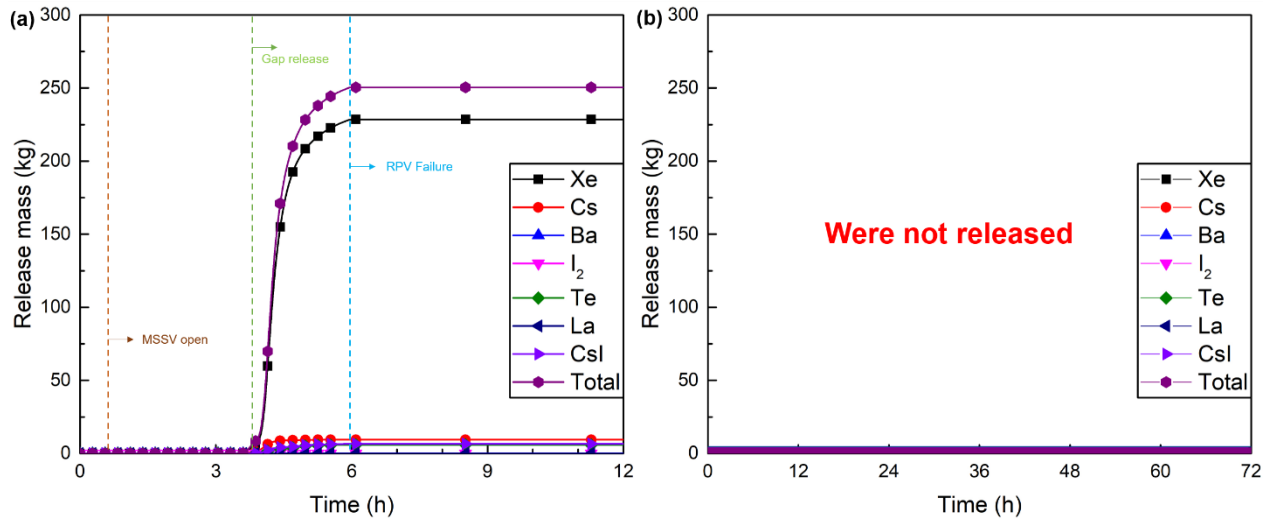 (a)
300
250
200
150
100
50
0
Release mass (kg)
Gap release
RPV Failure
MSSV open
Xe
Cs
Ba
I₂
Te
La
CsI
Total
0 3 6 9 12
Time (h)
(b)
300
250
200
150
100
50
0
Release mass (kg)
Were not released
Xe
Cs
Ba
I₂
Te
La
CsI
Total
0 12 24 36 48 60 72
Time (h)